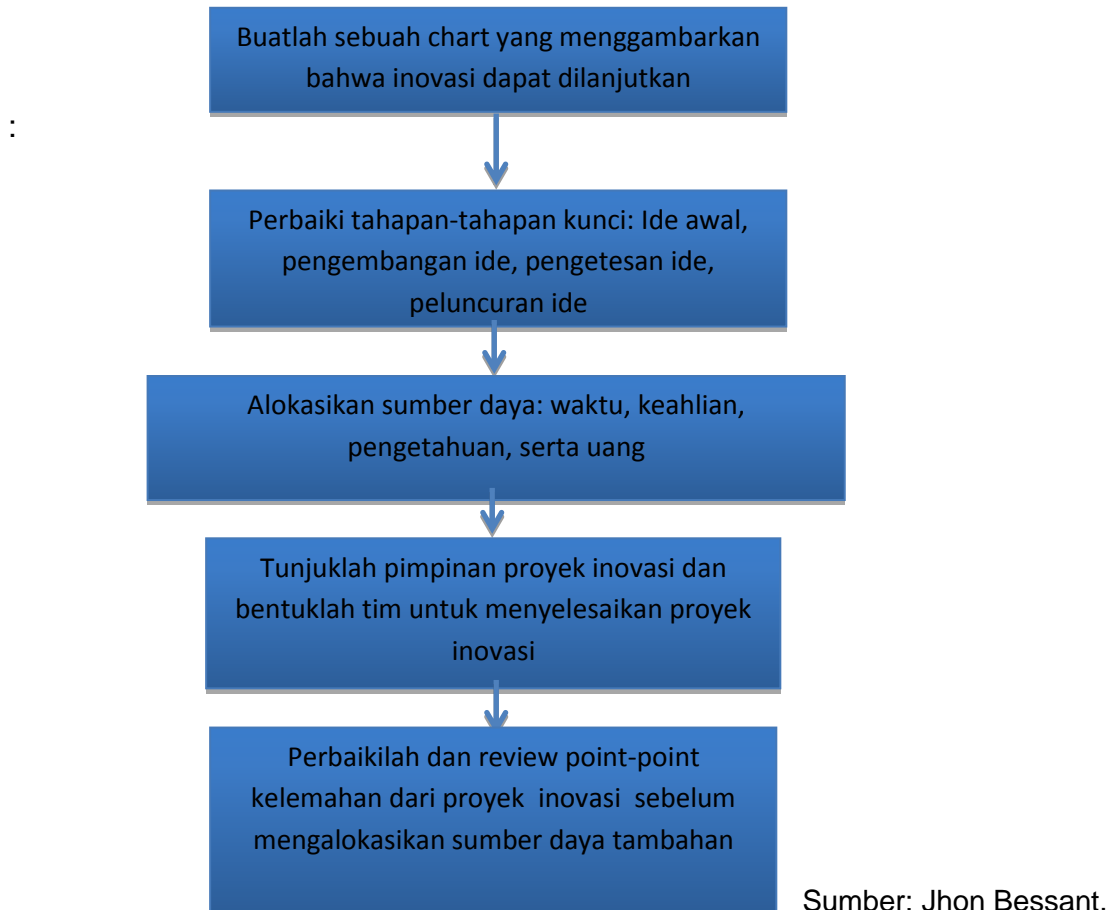 Buatlah sebuah chart yang menggambarkan
bahwa inovasi dapat dilanjutkan
:
Perbaiki tahapan-tahapan kunci: Ide awal,
pengembangan ide, pengetesan ide,
peluncuran ide
Alokasikan sumber daya: waktu, keahlian,
pengetahuan, serta uang
Tunjuklah pimpinan proyek inovasi dan
bentuklah tim untuk menyelesaikan proyek
inovasi
Perbaikilah dan review point-point
kelemahan dari proyek  inovasi  sebelum
mengalokasikan sumber daya tambahan
Sumber: Jhon Bessant.